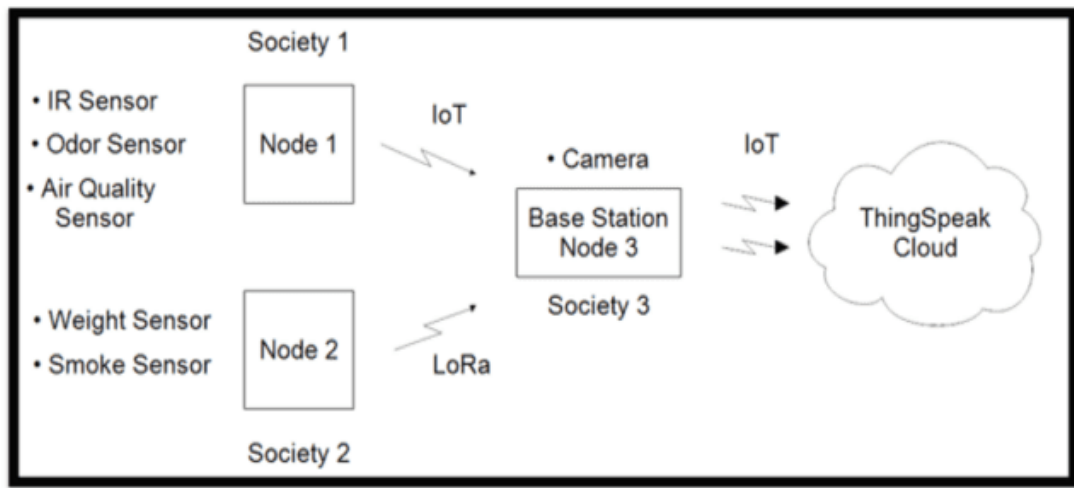 Society 1
• IR Sensor
• Odor Sensor
• Air Quality
Sensor
Node 1
IoT
• Camera
Base Station
Node 3
Society 3
IoT
ThingSpeak
Cloud
• Weight Sensor
• Smoke Sensor
Node 2
LoRa
Society 2